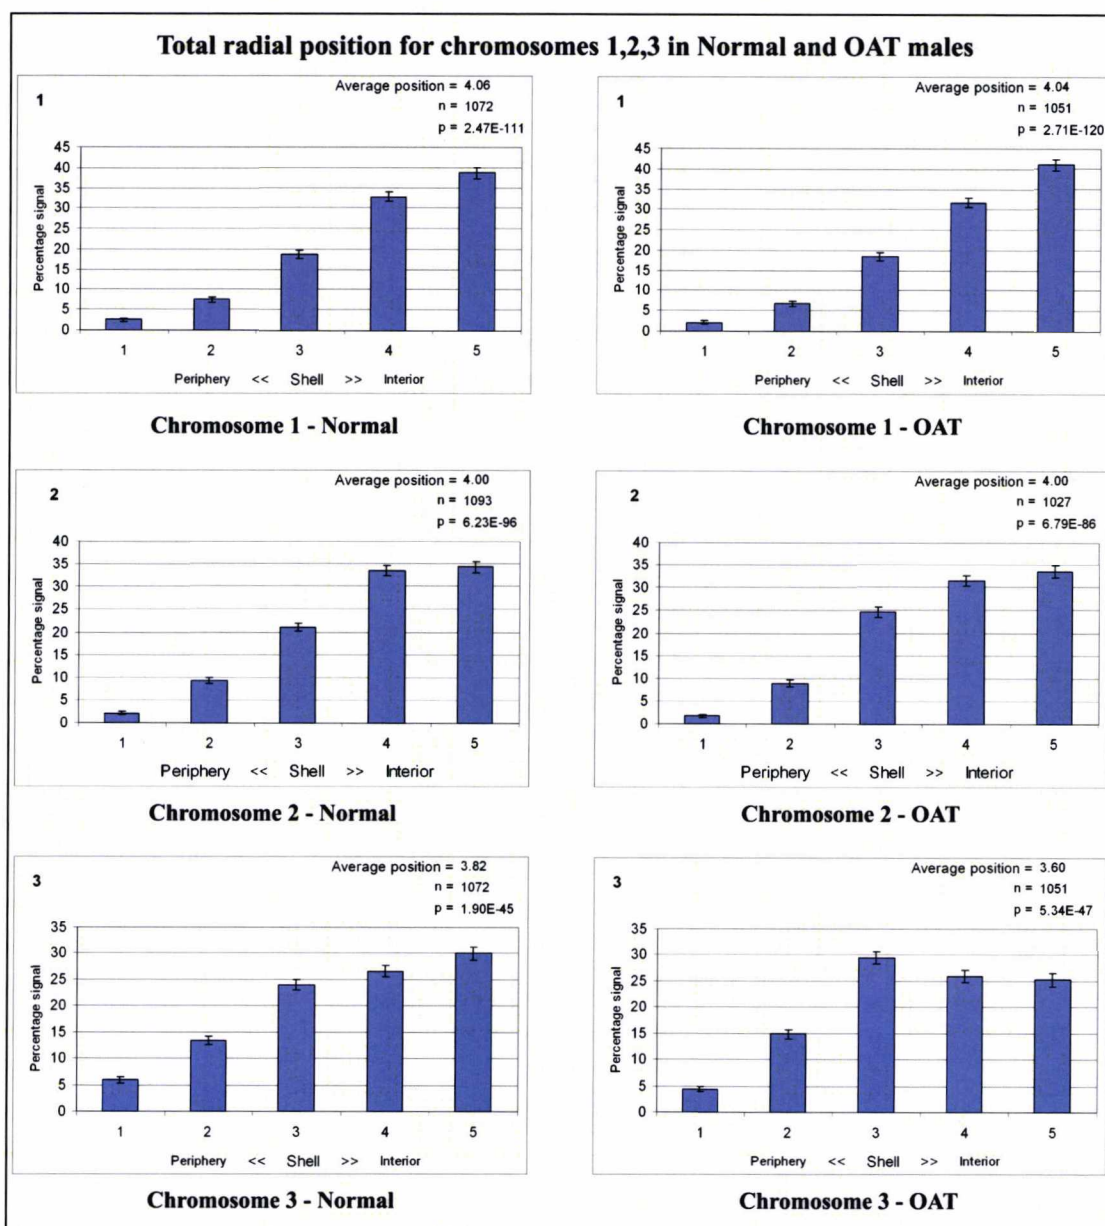 Total radial position for chromosomes 1,2,3 in Normal and OAT males
1
Average position = 4.06
n = 1072
p = 2.47E-111
Percentage signal
45
40
35
30
25
20
15
10
5
0
1 2 3 4 5
Periphery << Shell >> Interior
Chromosome 1 - Normal
1
Average position = 4.04
n = 1051
p = 2.71E-120
Percentage signal
45
40
35
30
25
20
15
10
5
0
1 2 3 4 5
Periphery << Shell >> Interior
Chromosome 1 - OAT
2
Average position = 4.00
n = 1093
p = 6.23E-96
Percentage signal
40
35
30
25
20
15
10
5
0
1 2 3 4 5
Periphery << Shell >> Interior
Chromosome 2 - Normal
2
Average position = 4.00
n = 1027
p = 6.79E-86
Percentage signal
40
35
30
25
20
15
10
5
0
1 2 3 4 5
Periphery << Shell >> Interior
Chromosome 2 - OAT
3
Average position = 3.82
n = 1072
p = 1.90E-45
Percentage signal
35
30
25
20
15
10
5
0
1 2 3 4 5
Periphery << Shell >> Interior
Chromosome 3 - Normal
3
Average position = 3.60
n = 1051
p = 5.34E-47
Percentage signal
35
30
25
20
15
10
5
0
1 2 3 4 5
Periphery << Shell >> Interior
Chromosome 3 - OAT